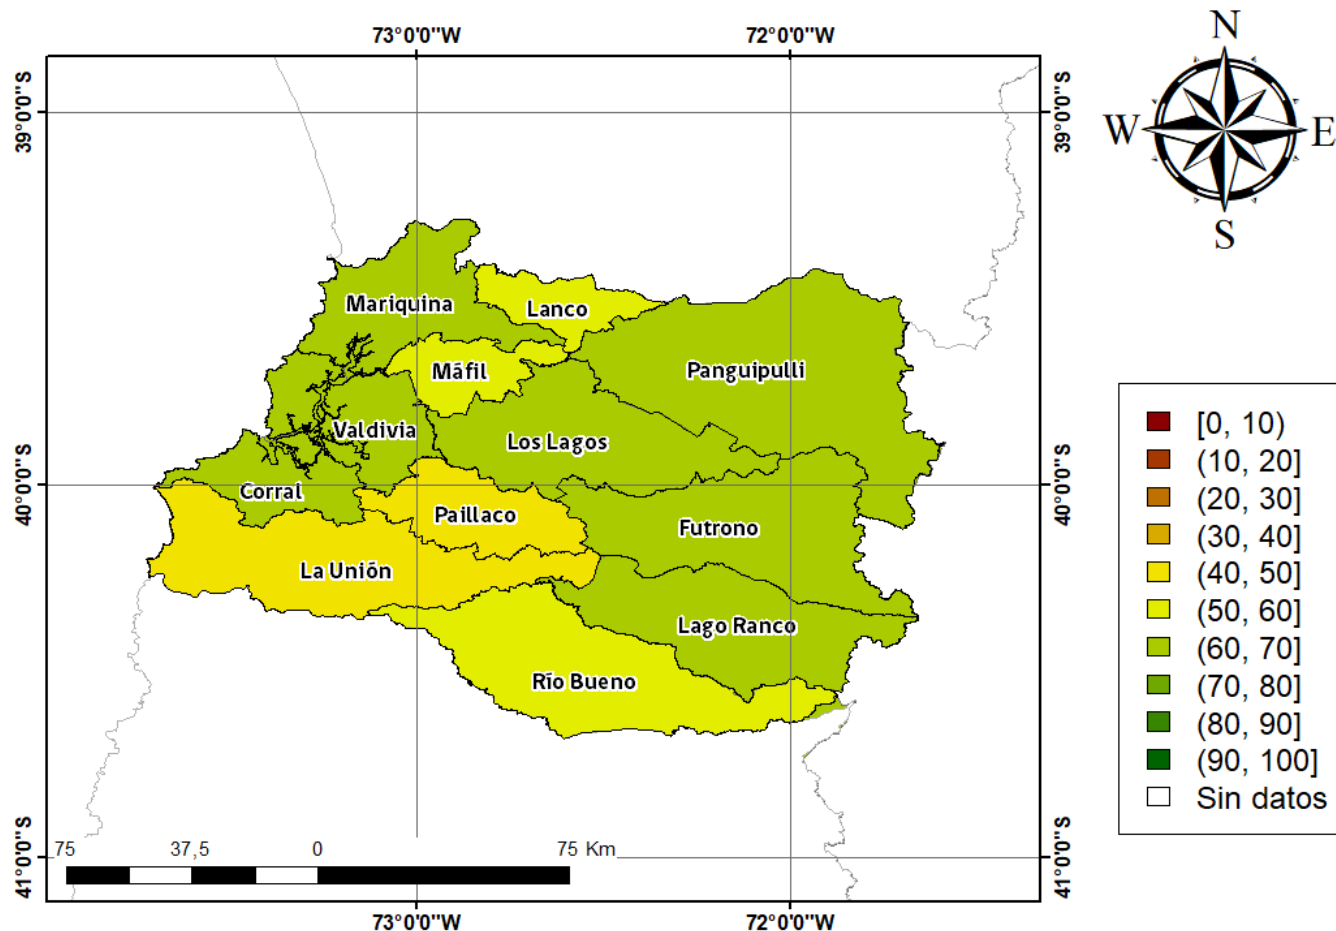 73°0'0"W
72°0'0"W
N
W
E
S
39°0'0"S
39°0'0"S
Mariquina
Lanco
Máfil
Panguipulli
Valdivia
Los Lagos
Corral
Paillaco
Futrono
La Unión
Lago Ranco
Río Bueno
40°0'0"S
40°0'0"S
[0, 10)
(10, 20]
(20, 30]
(30, 40]
(40, 50]
(50, 60]
(60, 70]
(70, 80]
(80, 90]
(90, 100]
Sin datos
75
37,5
0
75 Km
41°0'0"S
41°0'0"S
73°0'0"W
72°0'0"W